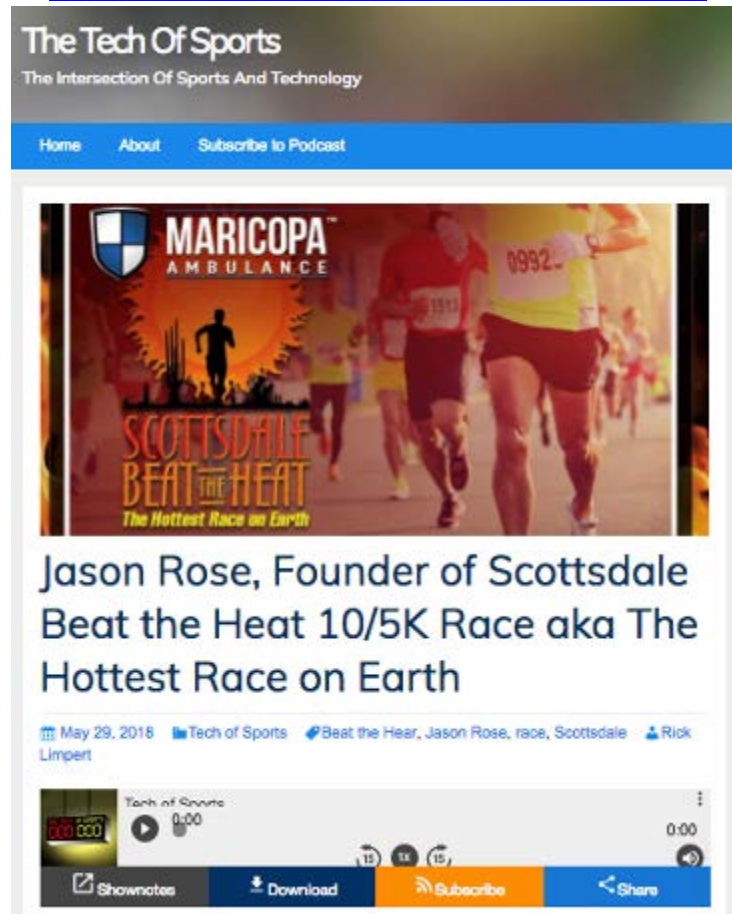 The Tech Of Sports
The Intersection Of Sports And Technology
Home About Subscribe to Podcast
MARICOPA™
AMBULANCE
0992
1513
SCOTTSDALE
BEAT THE HEAT
The Hottest Race on Earth
Jason Rose, Founder of Scottsdale
Beat the Heat 10/5K Race aka The
Hottest Race on Earth
May 29, 2018 Tech of Sports Beat the Hear, Jason Rose, race, Scottsdale Rick
Limpert
Tech of Sports
0:00
0:00
15 1x 15
Shownotes Download Subscribe Share